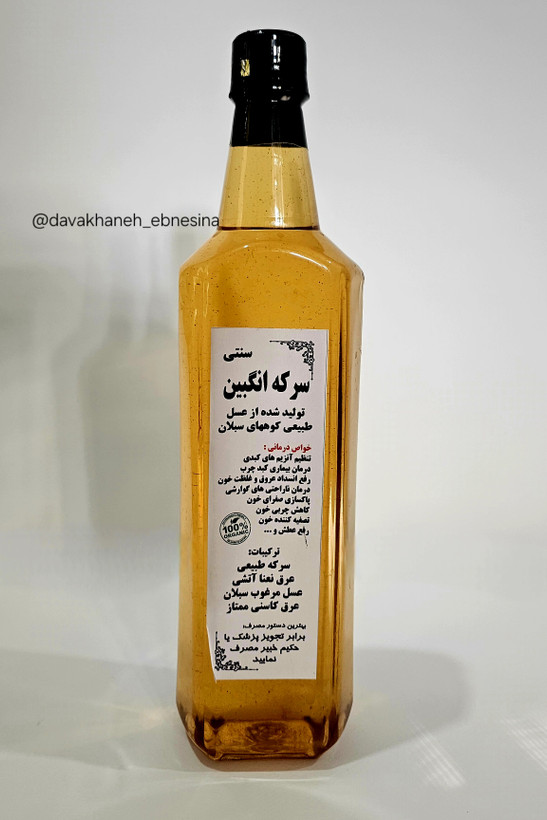 @davakhaneh_ebnesina
سنتی
سرکه انگبین
تولید شده از عسل
طبیعی کوههای سبلان
خواص درمانی :
تنظیم آنزیم های کبدی
درمان بیماری کبد چرب
رفع انسداد عروق و غلظت خون
درمان ناراحتی های گوارشی
پاکسازی صفرای خون
کاهش چربی خون
تصفیه کننده خون
رفع عطش و ...
100%
ORGANIC
ترکیبات:
سرکه طبیعی
عرق نعنا آتشی
عسل مرغوب سبلان
عرق کاسنی ممتاز
بهترین دستور مصرف:
برابر تجویز پزشک یا
حکیم خبیر مصرف
نمایید